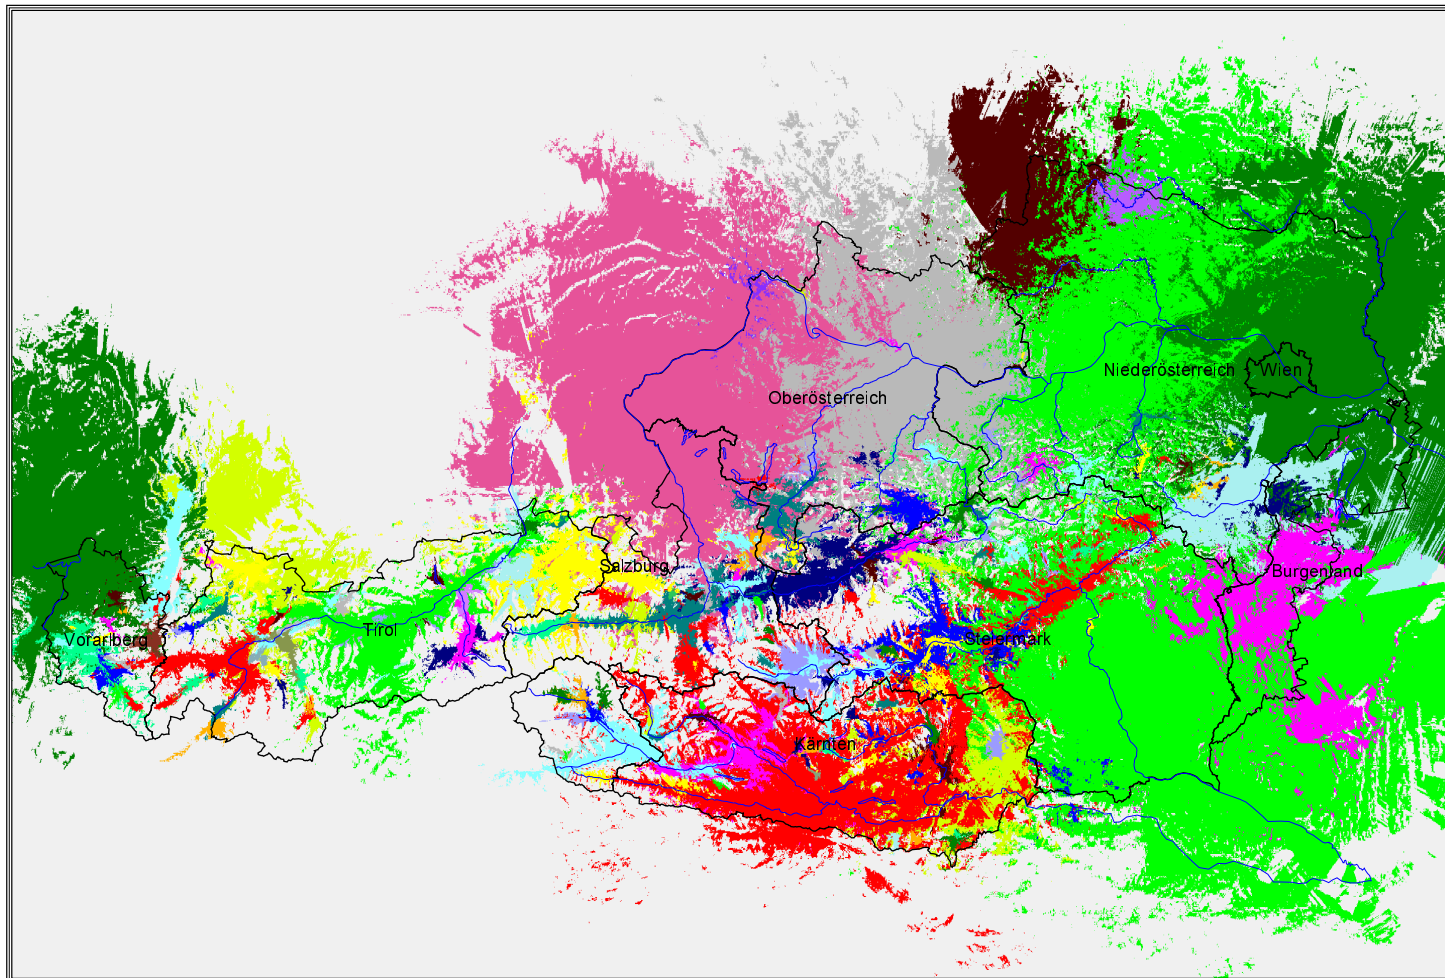 Niederösterreich
Wien
Oberösterreich
Salzburg
Burgenland
Tirol
Vorarlberg
Steiermark
Kärnten